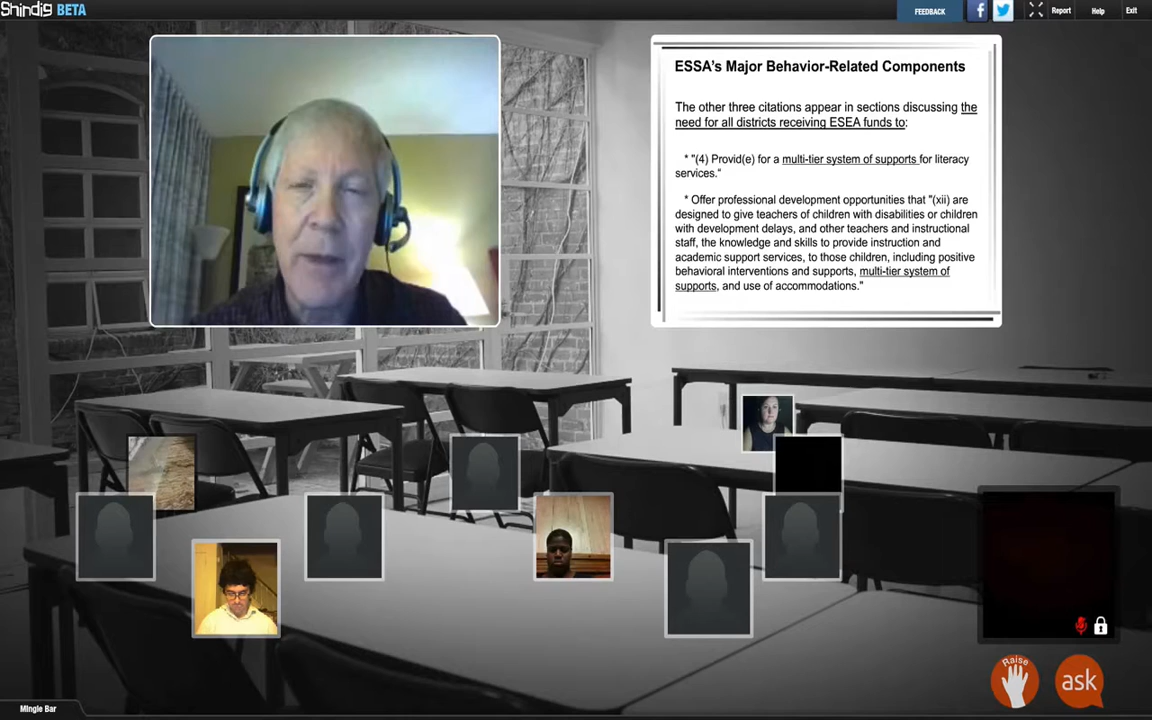 Shindig BETA
FEEDBACK
Report
Help
Exit
ESSA's Major Behavior-Related Components
The other three citations appear in sections discussing the
need for all districts receiving ESEA funds to:
* "(4) Provid(e) for a multi-tier system of supports for literacy
services."
* Offer professional development opportunities that "(xii) are
designed to give teachers of children with disabilities or children
with development delays, and other teachers and instructional
staff, the knowledge and skills to provide instruction and
academic support services, to those children, including positive
behavioral interventions and supports, multi-tier system of
supports, and use of accommodations."
Raise
ask
Mingle Bar